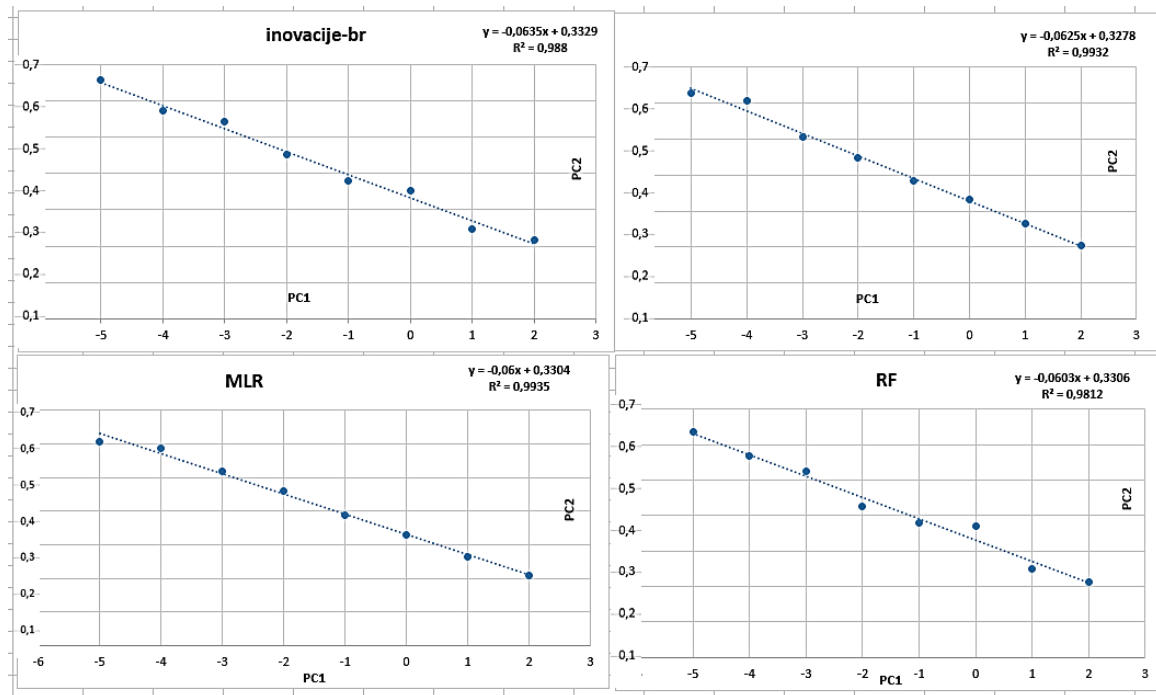 inovacije-br
y = -0,0635x + 0,3329
R² = 0,988
0,7
0,6
0,5
0,4
0,3
0,2
0,1
PC2
PC1
-5 -4 -3 -2 -1 0 1 2 3
y = -0,0625x + 0,3278
R² = 0,9932
0,7
0,6
0,5
0,4
0,3
0,2
0,1
PC2
PC1
-5 -4 -3 -2 -1 0 1 2 3
MLR
y = -0,06x + 0,3304
R² = 0,9935
0,7
0,6
0,5
0,4
0,3
0,2
0,1
PC2
-6 -5 -4 -3 -2 -1 0 1 2 3
PC1
RF
y = -0,0603x + 0,3306
R² = 0,9812
0,7
0,6
0,5
0,4
0,3
0,2
0,1
PC2
-5 -4 -3 -2 -1 0 1 2 3
PC1